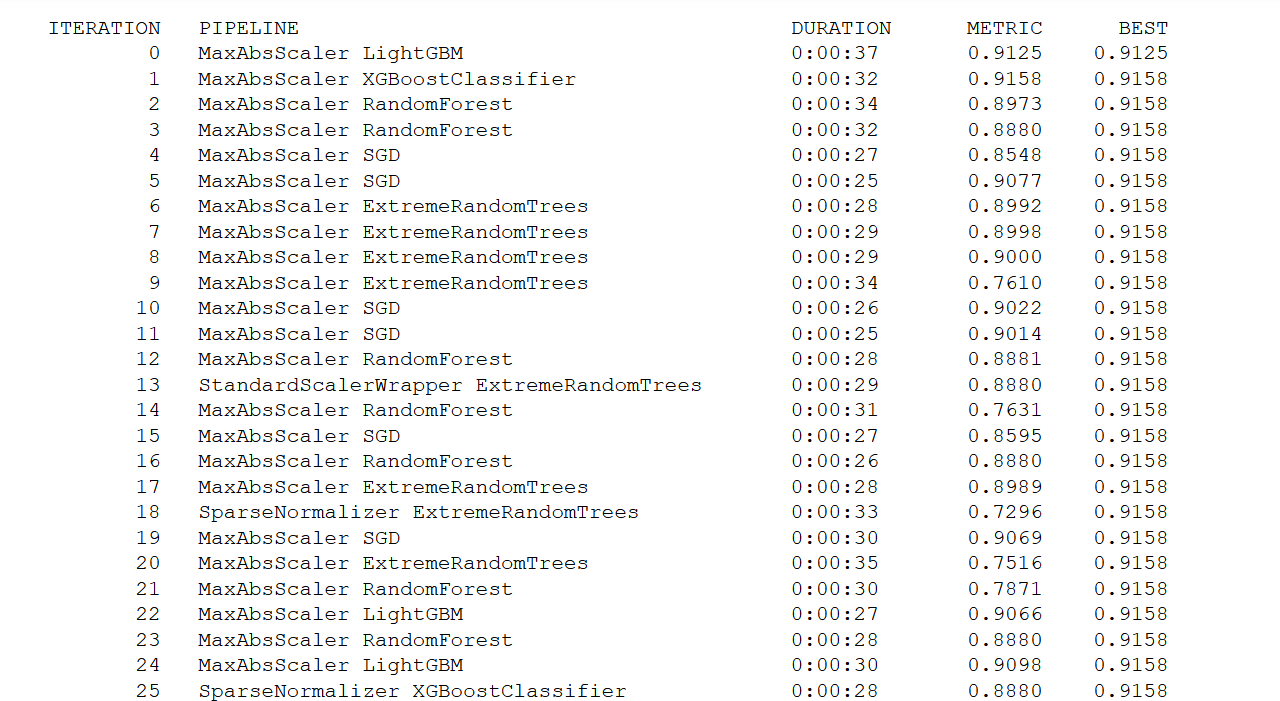 ITERATION PIPELINE DURATION METRIC BEST
0 MaxAbsScaler LightGBM 0:00:37 0.9125 0.9125
1 MaxAbsScaler XGBoostClassifier 0:00:32 0.9158 0.9158
2 MaxAbsScaler RandomForest 0:00:34 0.8973 0.9158
3 MaxAbsScaler RandomForest 0:00:32 0.8880 0.9158
4 MaxAbsScaler SGD 0:00:27 0.8548 0.9158
5 MaxAbsScaler SGD 0:00:25 0.9077 0.9158
6 MaxAbsScaler ExtremeRandomTrees 0:00:28 0.8992 0.9158
7 MaxAbsScaler ExtremeRandomTrees 0:00:29 0.8998 0.9158
8 MaxAbsScaler ExtremeRandomTrees 0:00:29 0.9000 0.9158
9 MaxAbsScaler ExtremeRandomTrees 0:00:34 0.7610 0.9158
10 MaxAbsScaler SGD 0:00:26 0.9022 0.9158
11 MaxAbsScaler SGD 0:00:25 0.9014 0.9158
12 MaxAbsScaler RandomForest 0:00:28 0.8881 0.9158
13 StandardScalerWrapper ExtremeRandomTrees 0:00:29 0.8880 0.9158
14 MaxAbsScaler RandomForest 0:00:31 0.7631 0.9158
15 MaxAbsScaler SGD 0:00:27 0.8595 0.9158
16 MaxAbsScaler RandomForest 0:00:26 0.8880 0.9158
17 MaxAbsScaler ExtremeRandomTrees 0:00:28 0.8989 0.9158
18 SparseNormalizer ExtremeRandomTrees 0:00:33 0.7296 0.9158
19 MaxAbsScaler SGD 0:00:30 0.9069 0.9158
20 MaxAbsScaler ExtremeRandomTrees 0:00:35 0.7516 0.9158
21 MaxAbsScaler RandomForest 0:00:30 0.7871 0.9158
22 MaxAbsScaler LightGBM 0:00:27 0.9066 0.9158
23 MaxAbsScaler RandomForest 0:00:28 0.8880 0.9158
24 MaxAbsScaler LightGBM 0:00:30 0.9098 0.9158
25 SparseNormalizer XGBoostClassifier 0:00:28 0.8880 0.9158